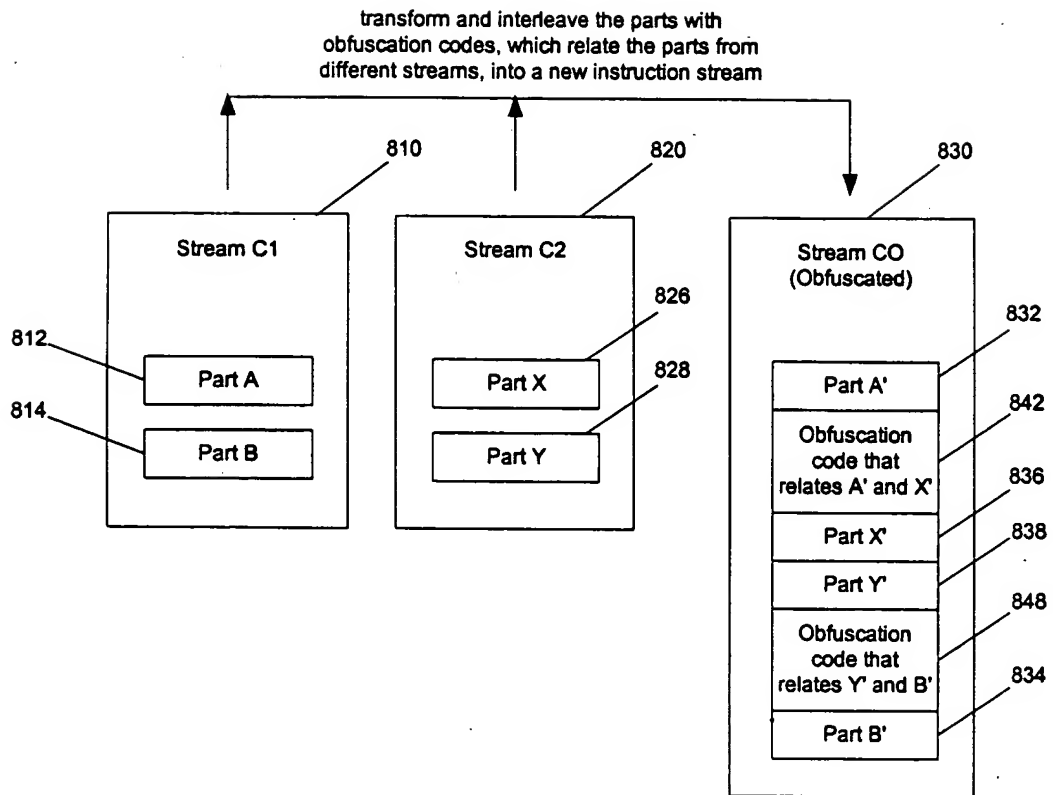 transform and interleave the parts with
obfuscation codes, which relate the parts from
different streams, into a new instruction stream
810
820
830
Stream C1
Stream C2
Stream CO
(Obfuscated)
812
Part A
814
Part B
826
Part X
828
Part Y
832
Part A'
842
Obfuscation
code that
relates A' and X'
836
Part X'
838
Part Y'
848
Obfuscation
code that
relates Y' and B'
834
Part B'